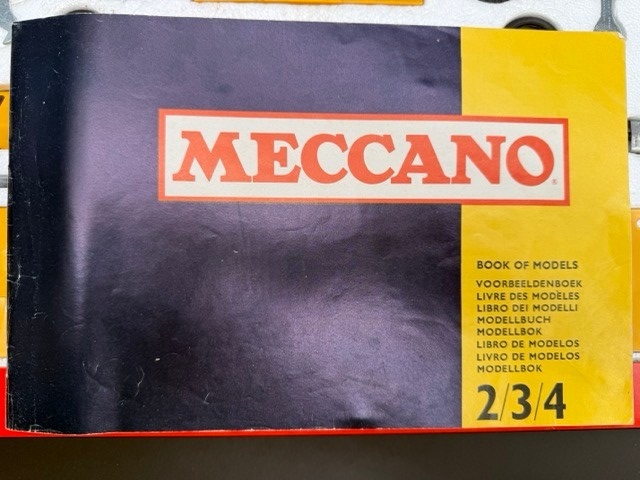 MECCANO®
BOOK OF MODELS
VOORBEELDENBOEK
LIVRE DES MODÈLES
LIBRO DEI MODELLI
MODELLBUCH
MODELLBOK
LIBRO DE MODELOS
LIVRO DE MODELOS
MODELLBOK
2/3/4